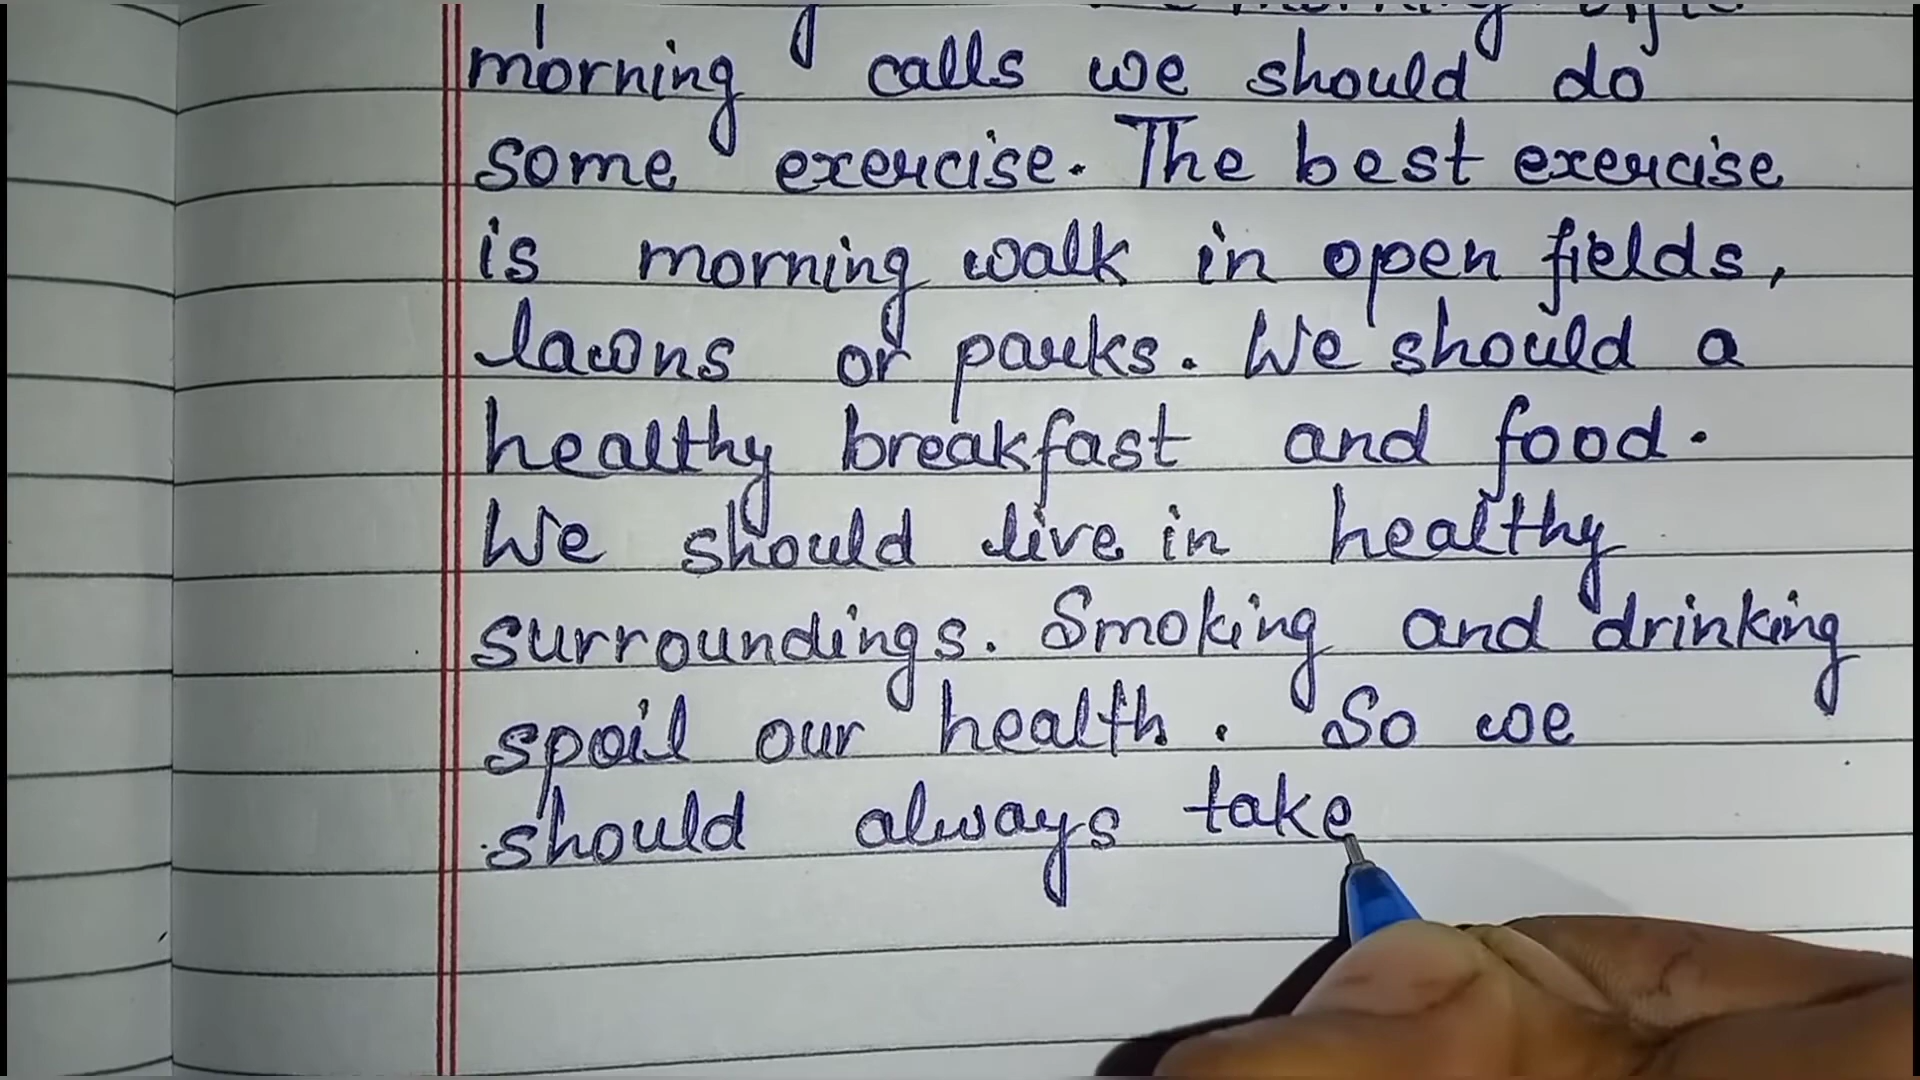 morning calls we should do
some exercise. The best exercise
is morning walk in open fields,
lawns or parks. We should a
healthy breakfast and food.
We should live in healthy
surroundings. Smoking and drinking
spoil our health. So we
should always take